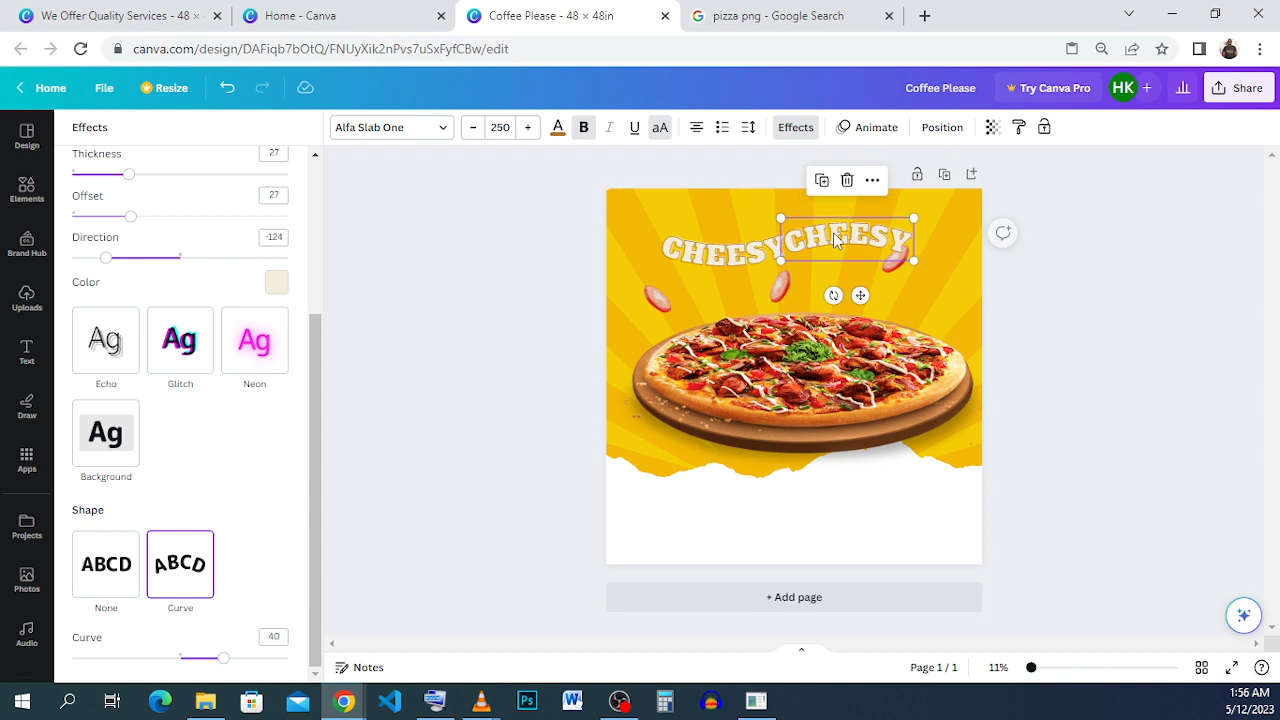 We Offer Quality Services - 48 ×
Home - Canva
Coffee Please - 48 × 48in
pizza png - Google Search
canva.com/design/DAFiqb7bOtQ/FNUyXik2nPvs7uSxFyfCBw/edit
Home
File
Resize
Coffee Please
Try Canva Pro
HK
Share
Effects
Alfa Slab One
250
B
I
U
aA
Effects
Animate
Position
Design
Elements
Brand Hub
Uploads
Text
Draw
Apps
Projects
Photos
Audio
Thickness
27
Offset
27
Direction
-124
Color
Ag
Ag
Ag
Echo
Glitch
Neon
Ag
Background
Shape
ABCD
ABCD
None
Curve
Curve
40
CHEESY
CHEESY
+ Add page
Notes
Page 1 / 1
11%
Ps
W
1:56 AM
5/12/2023